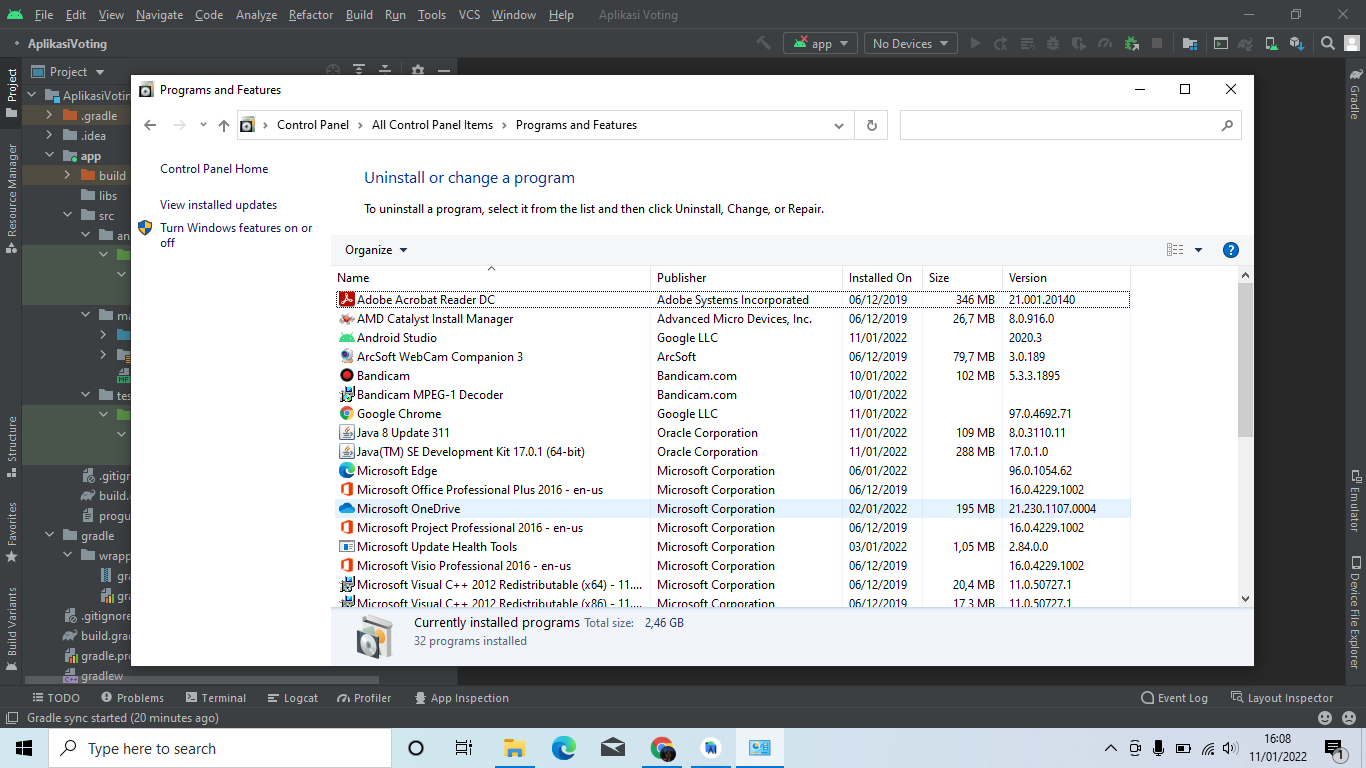 File Edit View Navigate Code Analyze Refactor Build Run Tools VCS Window Help Aplikasi Voting
AplikasiVoting
app
No Devices
Project
Project
Resource Manager
Structure
Favorites
Build Variants
Gradle
Emulator
Device File Explorer
AplikasiVotin
.gradle
.idea
app
build
libs
src
an
ma
tes
.gitign
build.
progu
gradle
wrapp
gra
gra
.gitignore
build.grad
gradle.pro
gradlew
Programs and Features
Control Panel > All Control Panel Items > Programs and Features
Control Panel Home
View installed updates
Turn Windows features on or
off
Uninstall or change a program
To uninstall a program, select it from the list and then click Uninstall, Change, or Repair.
Organize
Name Publisher Installed On Size Version
Adobe Acrobat Reader DC Adobe Systems Incorporated 06/12/2019 346 MB 21.001.20140
AMD Catalyst Install Manager Advanced Micro Devices, Inc. 06/12/2019 26,7 MB 8.0.916.0
Android Studio Google LLC 11/01/2022 2020.3
ArcSoft WebCam Companion 3 ArcSoft 06/12/2019 79,7 MB 3.0.189
Bandicam Bandicam.com 10/01/2022 102 MB 5.3.3.1895
Bandicam MPEG-1 Decoder Bandicam.com 10/01/2022
Google Chrome Google LLC 11/01/2022 97.0.4692.71
Java 8 Update 311 Oracle Corporation 11/01/2022 109 MB 8.0.3110.11
Java(TM) SE Development Kit 17.0.1 (64-bit) Oracle Corporation 11/01/2022 288 MB 17.0.1.0
Microsoft Edge Microsoft Corporation 06/01/2022 96.0.1054.62
Microsoft Office Professional Plus 2016 - en-us Microsoft Corporation 06/12/2019 16.0.4229.1002
Microsoft OneDrive Microsoft Corporation 02/01/2022 195 MB 21.230.1107.0004
Microsoft Project Professional 2016 - en-us Microsoft Corporation 06/12/2019 16.0.4229.1002
Microsoft Update Health Tools Microsoft Corporation 03/01/2022 1,05 MB 2.84.0.0
Microsoft Visio Professional 2016 - en-us Microsoft Corporation 06/12/2019 16.0.4229.1002
Microsoft Visual C++ 2012 Redistributable (x64) - 11.... Microsoft Corporation 06/12/2019 20,4 MB 11.0.50727.1
Microsoft Visual C++ 2012 Redistributable (x86) - 11.... Microsoft Corporation 06/12/2019 17,3 MB 11.0.50727.1
Currently installed programs Total size: 2,46 GB
32 programs installed
TODO Problems Terminal Logcat Profiler App Inspection Event Log Layout Inspector
Gradle sync started (20 minutes ago)
Type here to search
16:08
11/01/2022
1